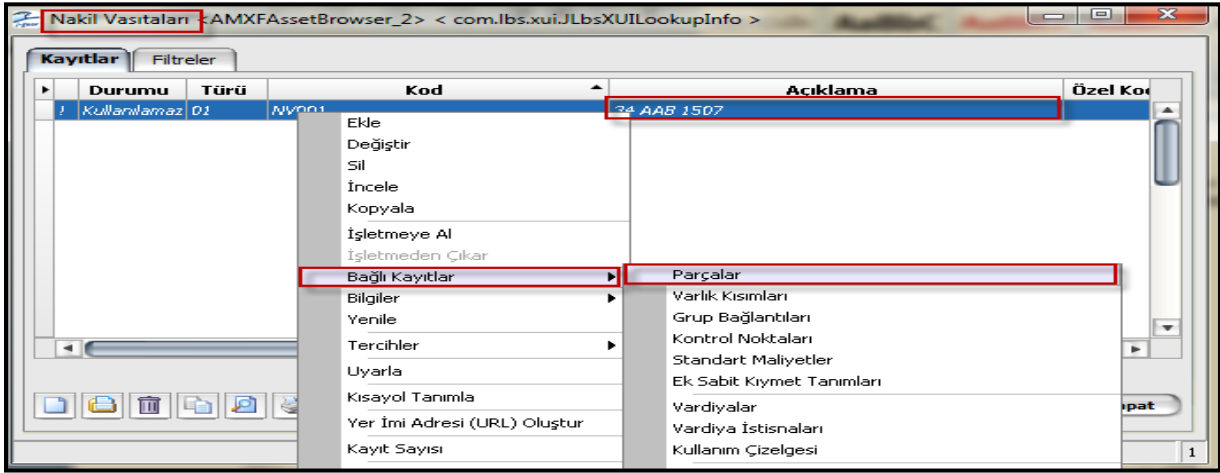 Nakil Vasıtaları <AMXFAssetBrowser_2> < com.lbs.xui.JLbsXUILookupInfo >
Kayıtlar Filtreler
Durumu Türü Kod Açıklama Özel Ko
! Kullanılamaz 01 NV001 34 AAB 1507
Ekle
Değiştir
Sil
İncele
Kopyala
İşletmeye Al
İşletmeden Çıkar
Bağlı Kayıtlar Parçalar
Bilgiler Varlık Kısımları
Yenile Grup Bağlantıları
Tercihler Kontrol Noktaları
Standart Maliyetler
Uyarla Ek Sabit Kıymet Tanımları
Kısayol Tanımla Vardiyalar pat
Yer İmi Adresi (URL) Oluştur Vardiya İstisnaları
Kayıt Sayısı Kullanım Çizelgesi 1